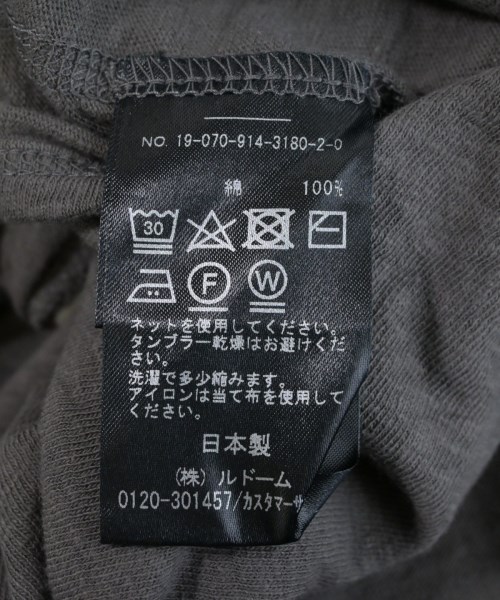 NO. 19-070-914-3180-2-0
綿 100%
30
F W
ネットを使用してください。
タンブラー乾燥はお避けくだ
さい。
洗濯で多少縮みます。
アイロンは当て布を使用して
ください。
日本製
(株) ルドーム
0120-301457/カスタマーサ